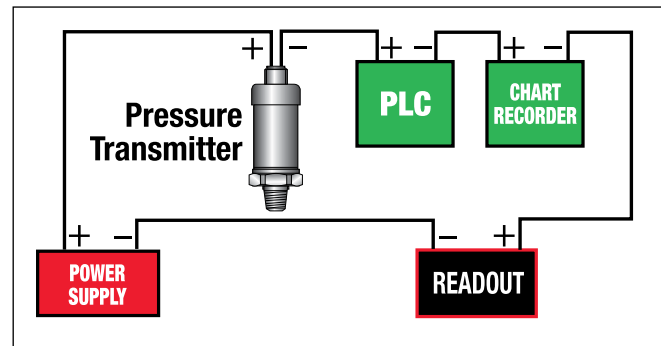 + −
+ −
+ −
Pressure
Transmitter
PLC
CHART
RECORDER
+ −
− +
POWER
SUPPLY
READOUT